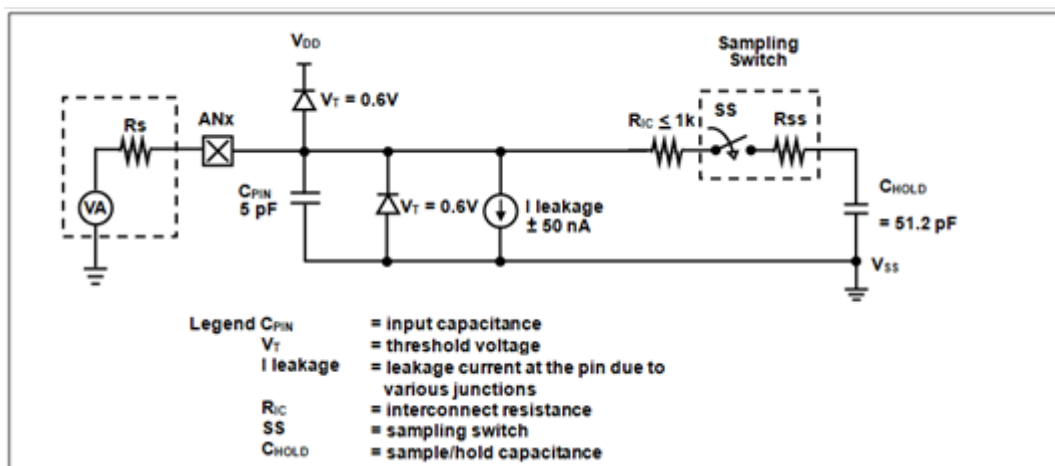 Sampling
Switch
VDD
VT = 0.6V
Rs
ANx
RIC ≤ 1k
SS
Rss
VA
CPIN
5 pF
VT = 0.6V
I leakage
± 50 nA
CHOLD
= 51.2 pF
VSS
Legend CPIN = input capacitance
VT = threshold voltage
I leakage = leakage current at the pin due to
various junctions
RIC = interconnect resistance
SS = sampling switch
CHOLD = sample/hold capacitance